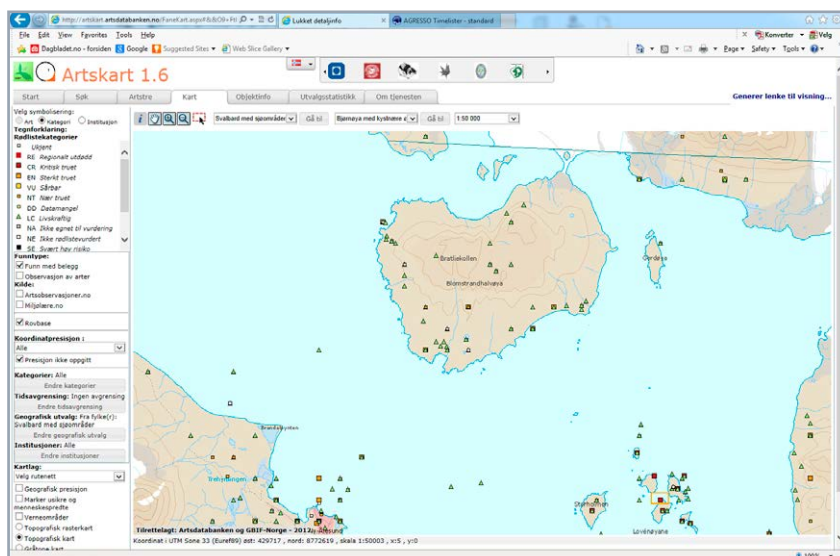 http://artskart.artsdatabanken.no/FaneKart.aspx
Lukket detaljinfo
AGRESSO Timelister - standard
File Edit View Favorites Tools Help
Konverter Velg
Dagbladet.no - forsiden Google Suggested Sites Web Slice Gallery
Page Safety Tools
Artskart 1.6
Start Søk Artstre Kart Objektinfo Utvalgsstatistikk Om tjenesten
Generer lenke til visning...
Velg symbolisering:
Art Kategori Institusjon
Svalbard med sjøområder Gå til Bjørnøya med kystnære Gå til 1:50 000
Tegnforklaring:
Rødlistekategorier
Ukjent
RE Regionalt utdødd
CR Kritisk truet
EN Sterkt truet
VU Sårbar
NT Nær truet
DD Datamangel
LC Livskraftig
NA Ikke egnet til vurdering
NE Ikke rødlistevurdert
SE Svært høy risiko
Funntype:
Funn med belegg
Observasjon av arter
Kilde:
Artsobservasjoner.no
Miljølære.no
Rovbase
Koordinatpresisjon :
Alle
Presisjon ikke oppgitt
Kategorier: Alle
Endre kategorier
Tidsavgrensning: Ingen avgrensing
Endre tidsavgrensing
Geografisk utvalg: Fra fylke(r):
Svalbard med sjøområder
Endre geografisk utvalg
Institusjoner: Alle
Endre institusjoner
Kartlag:
Velg rutenett
Geografisk presisjon
Marker usikre og
menneskespredte
Verneområder
Topografisk rasterkart
Topografisk kart
Gråtone kart
Bratliekollen
Blomstrandhalvøya
Gerdøya
Brandalpynten
Storholmen
Lovénøyane
Tilrettelagt: Artsdatabanken og GBIF-Norge - 2012
Koordinat i UTM Sone 33 (Euref89) øst: 429717 , nord: 8772619 , skala 1:50003 , x:5 , y:0
100%